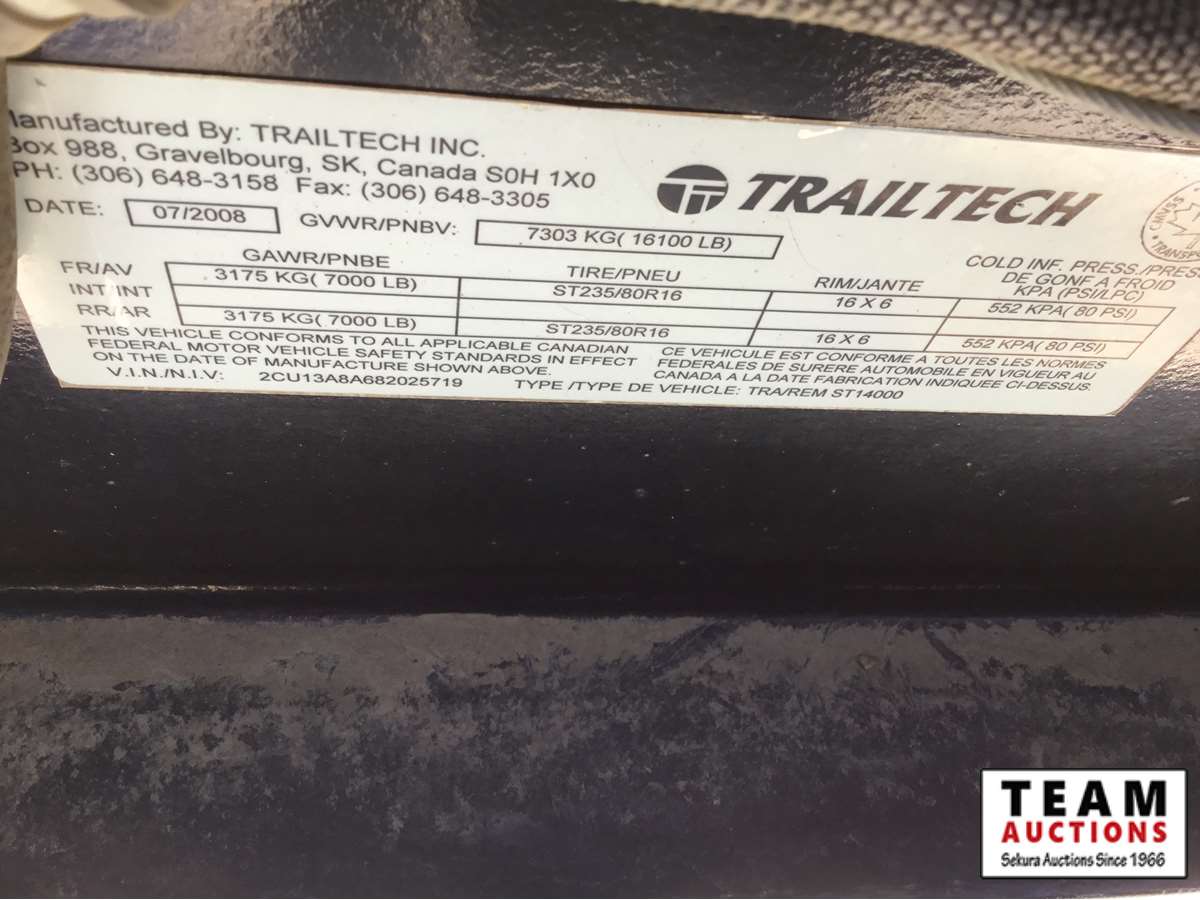 Manufactured By: TRAILTECH INC.
Box 988, Gravelbourg, SK, Canada S0H 1X0
PH: (306) 648-3158 Fax: (306) 648-3305
TRAILTECH
CMVSS
DATE: 07/2008 GVWR/PNBV: 7303 KG( 16100 LB)
GAWR/PNBE TIRE/PNEU RIM/JANTE COLD INF. PRESS./PRES
DE GONF A FROID
KPA (PSI/LPC)
FR/AV 3175 KG( 7000 LB) ST235/80R16 16 X 6 552 KPA( 80 PSI)
INT/INT
RR/AR 3175 KG( 7000 LB) ST235/80R16 16 X 6 552 KPA( 80 PSI)
THIS VEHICLE CONFORMS TO ALL APPLICABLE CANADIAN
FEDERAL MOTOR VEHICLE SAFETY STANDARDS IN EFFECT
ON THE DATE OF MANUFACTURE SHOWN ABOVE.
CE VEHICULE EST CONFORME A TOUTES LES NORMES
FEDERALES DE SURERE AUTOMOBILE EN VIGUEUR AU
CANADA A LA DATE FABRICATION INDIQUEE CI-DESSUS.
V.I.N./N.I.V: 2CU13A8A682025719 TYPE /TYPE DE VEHICLE: TRA/REM ST14000
TEAM
AUCTIONS
Sekura Auctions Since 1966